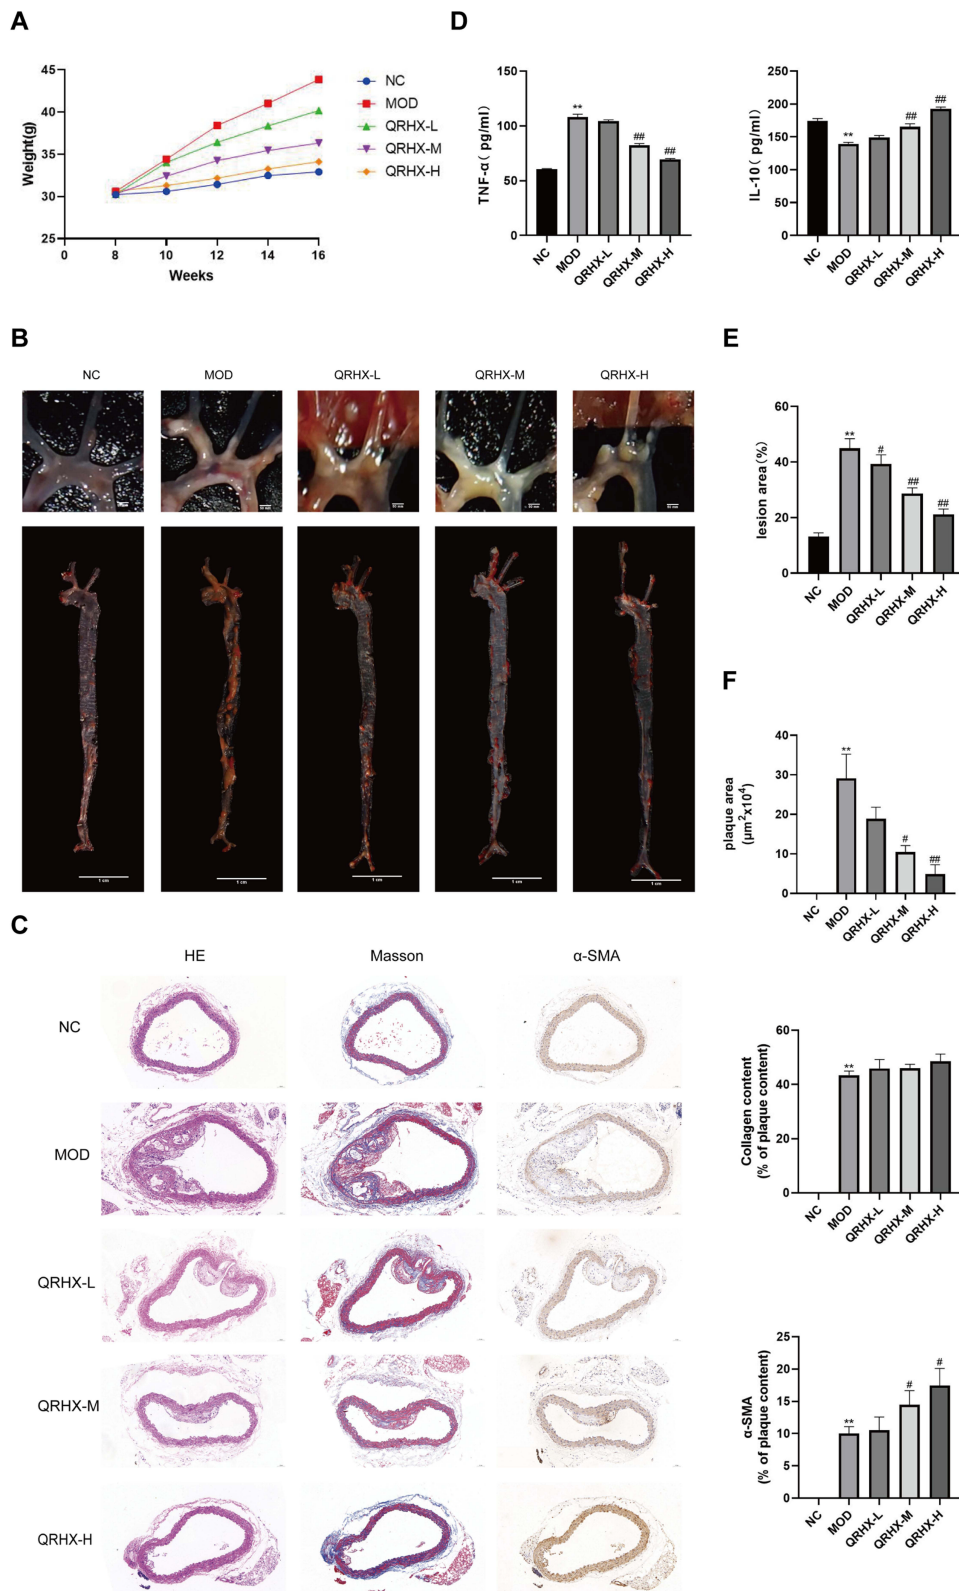 A
45
40
35
30
25
Weight(g)
0 8 10 12 14 16
Weeks
NC
MOD
QRHX-L
QRHX-M
QRHX-H
D
150
100
50
0
TNF-α( pg/ml)
**
##
##
NC
MOD
QRHX-L
QRHX-M
QRHX-H
250
200
150
100
50
0
IL-10( pg/ml)
**
##
##
NC
MOD
QRHX-L
QRHX-M
QRHX-H
B
NC MOD QRHX-L QRHX-M QRHX-H
1 cm 1 cm 1 cm 1 cm 1 cm
E
60
40
20
0
lesion area(%)
**
#
##
##
NC
MOD
QRHX-L
QRHX-M
QRHX-H
F
40
30
20
10
0
plaque area
(μm²x10⁴)
**
#
##
NC
MOD
QRHX-L
QRHX-M
QRHX-H
C
HE Masson α-SMA
NC
MOD
QRHX-L
QRHX-M
QRHX-H
60
40
20
0
Collagen content
(% of plaque content)
**
NC
MOD
QRHX-L
QRHX-M
QRHX-H
25
20
15
10
5
0
α-SMA
(% of plaque content)
**
#
#
NC
MOD
QRHX-L
QRHX-M
QRHX-H